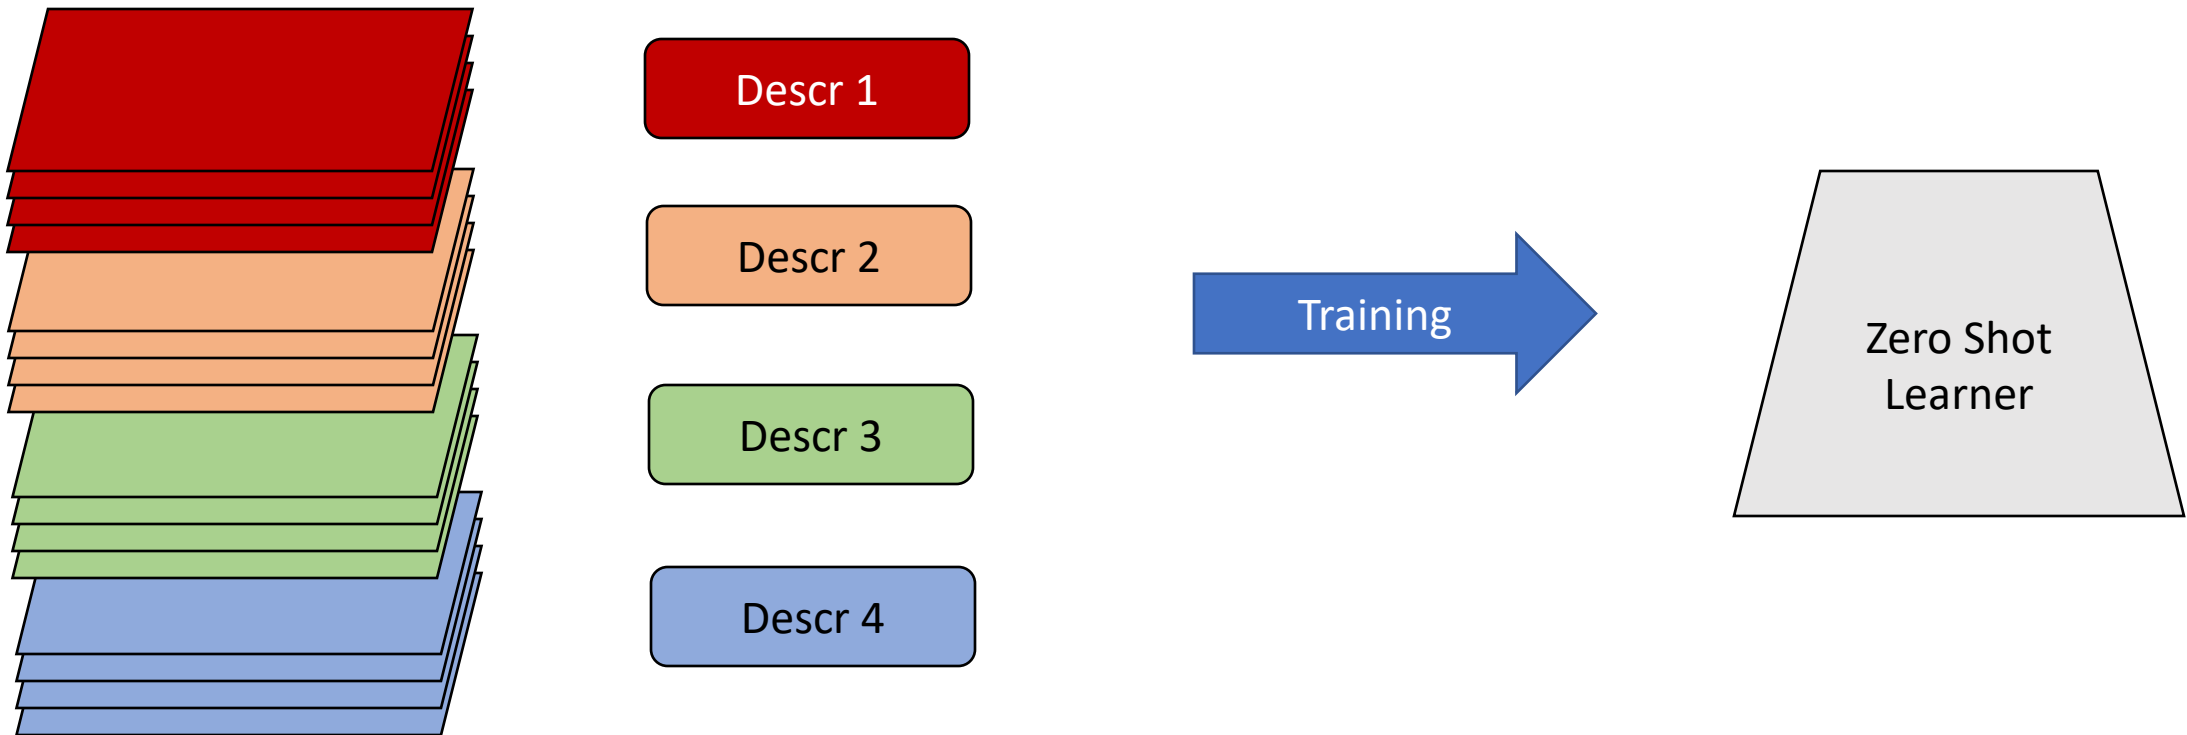 Descr 1
Descr 2
Descr 3
Descr 4
Training
Zero Shot
Learner